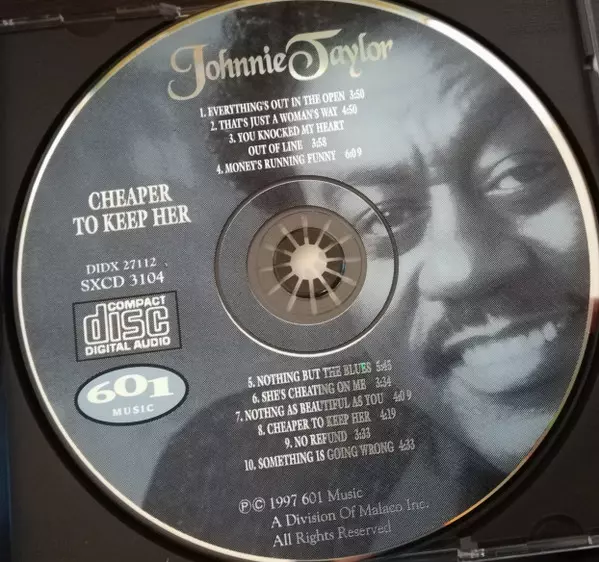 Johnnie Taylor
1. EVERYTHING'S OUT IN THE OPEN 3:50
2. THAT'S JUST A WOMAN'S WAY 4:50
3. YOU KNOCKED MY HEART
OUT OF LINE 3:58
4. MONEY'S RUNNING FUNNY 6:09
CHEAPER
TO KEEP HER
DIDX 27112
SXCD 3104
COMPACT
disc
DIGITAL AUDIO
601
MUSIC
5. NOTHING BUT THE BLUES 5:45
6. SHE'S CHEATING ON ME 3:34
7. NOTHNG AS BEAUTIFUL AS YOU 4:09
8. CHEAPER TO KEEP HER 4:19
9. NO REFUND 3:33
10. SOMETHING IS GOING WRONG 4:33
℗© 1997 601 Music
A Division Of Malaco Inc.
All Rights Reserved